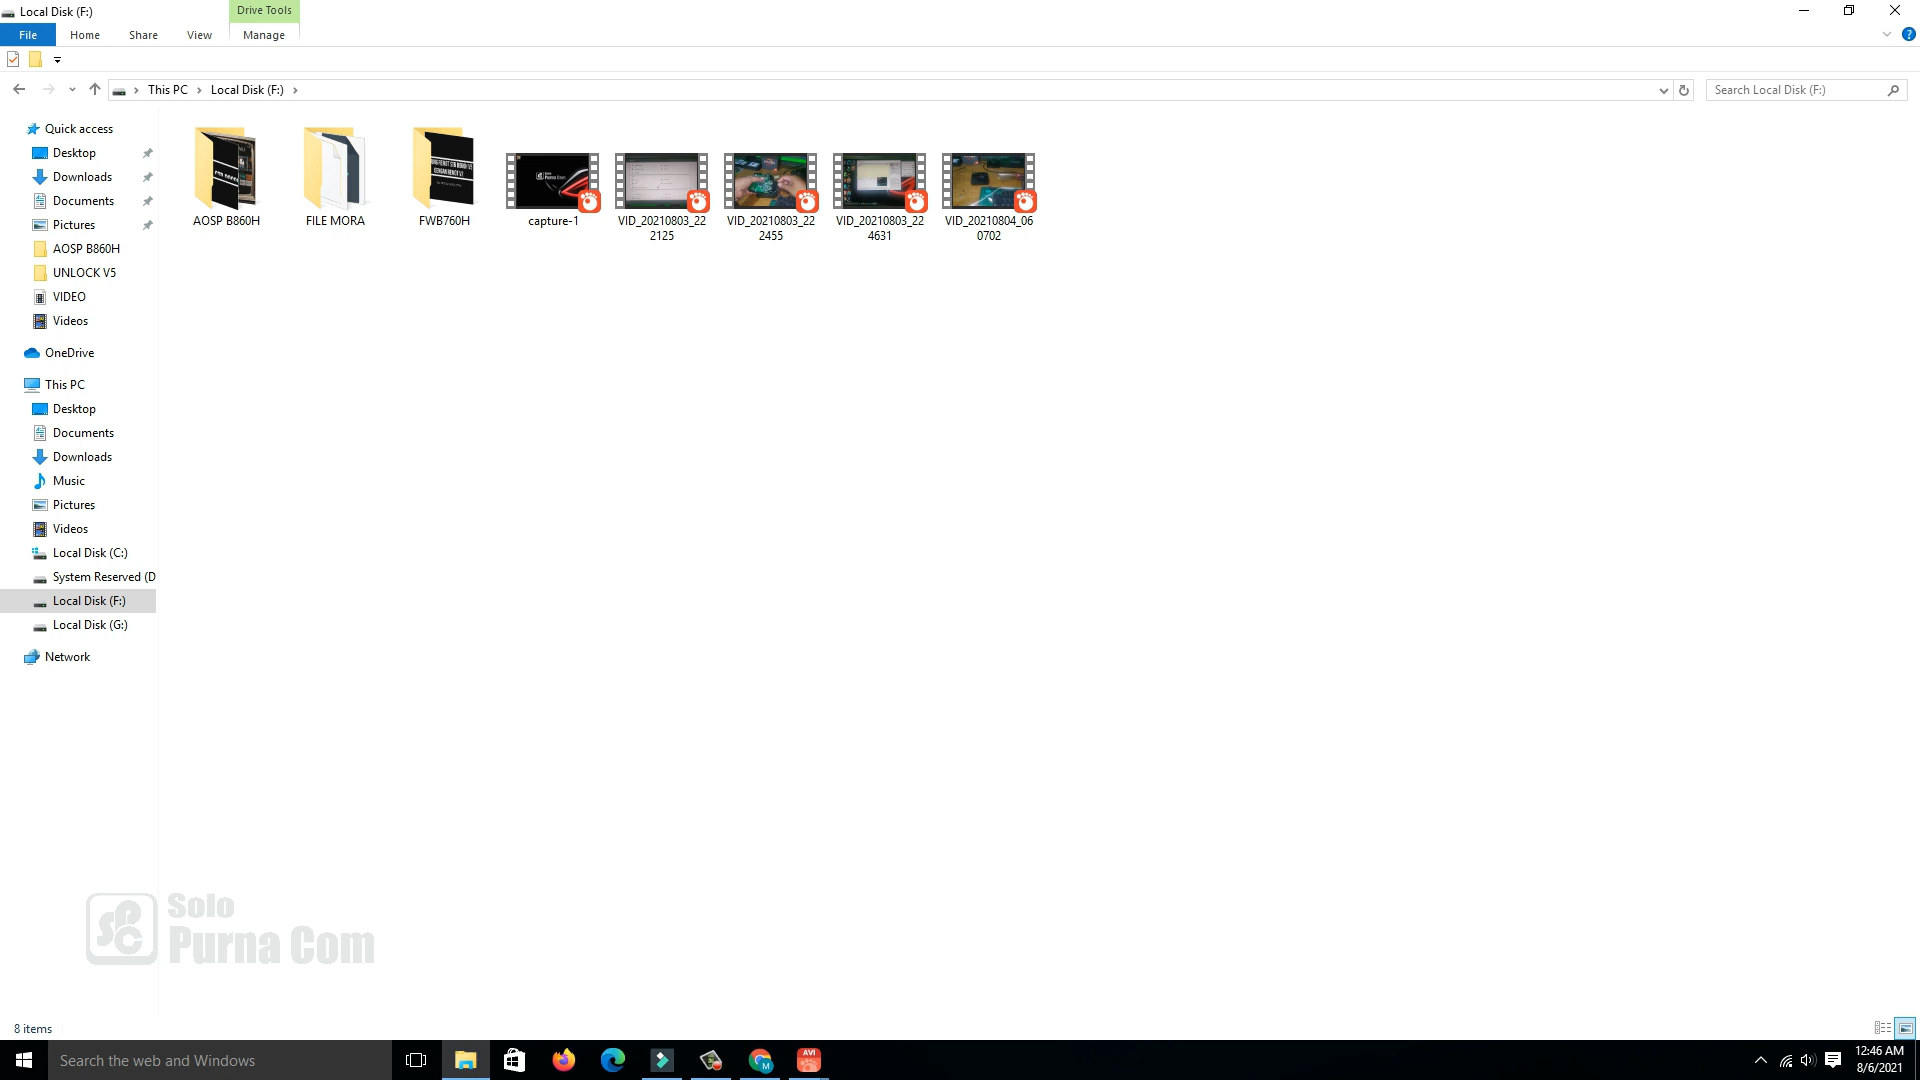 Local Disk (F:)
Drive Tools
File
Home
Share
View
Manage
This PC
Local Disk (F:)
Search Local Disk (F:)
Quick access
Desktop
Downloads
Documents
Pictures
AOSP B860H
UNLOCK V5
VIDEO
Videos
OneDrive
This PC
Desktop
Documents
Downloads
Music
Pictures
Videos
Local Disk (C:)
System Reserved (D
Local Disk (F:)
Local Disk (G:)
Network
AOSP B860H
FILE MORA
FWB760H
capture-1
VID_20210803_22
2125
VID_20210803_22
2455
VID_20210803_22
4631
VID_20210804_06
0702
SPC
Solo
Purna Com
8 items
Search the web and Windows
M
AVI
12:46 AM
8/6/2021